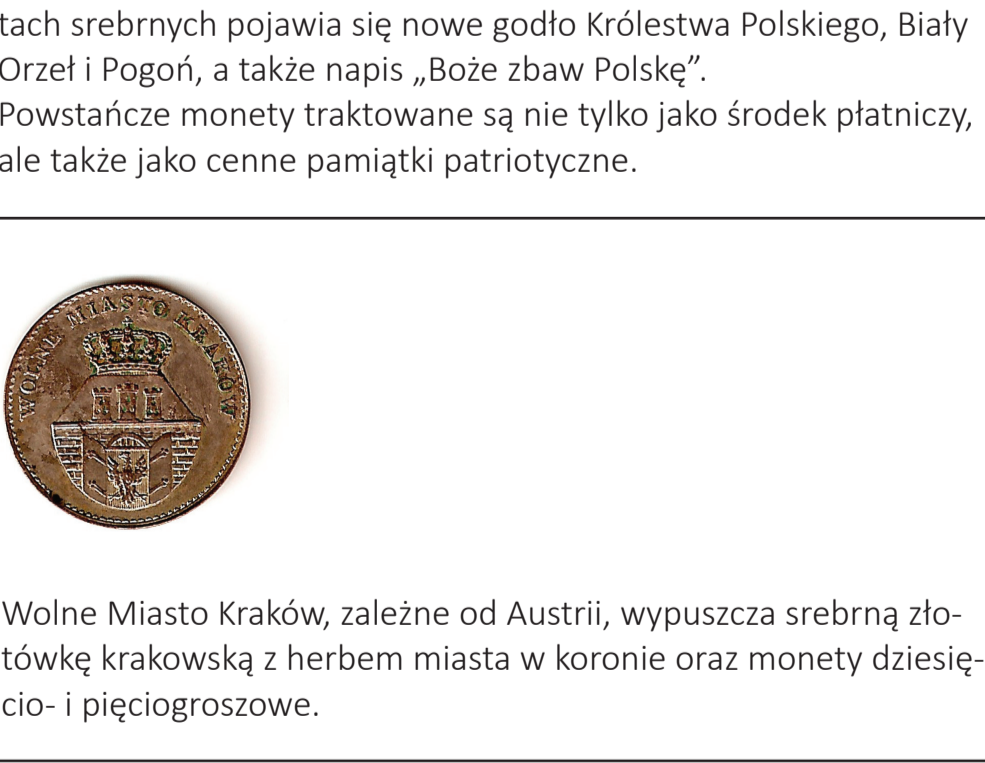 tach srebrnych pojawia się nowe godło Królestwa Polskiego, Biały
Orzeł i Pogoń, a także napis „Boże zbaw Polskę”.
Powstańcze monety traktowane są nie tylko jako środek płatniczy,
ale także jako cenne pamiątki patriotyczne.
WOLNE MIASTO KRAKÓW
Wolne Miasto Kraków, zależne od Austrii, wypuszcza srebrną zło-
tówkę krakowską z herbem miasta w koronie oraz monety dziesię-
cio- i pięciogroszowe.